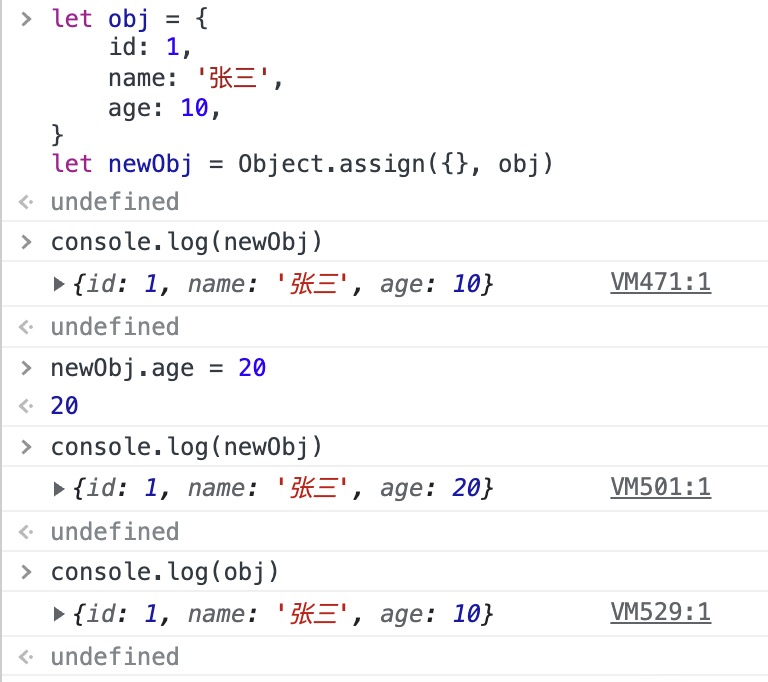 let obj = {
id: 1,
name: '张三',
age: 10,
}
let newObj = Object.assign({}, obj)
undefined
console.log(newObj)
{id: 1, name: '张三', age: 10} VM471:1
undefined
newObj.age = 20
20
console.log(newObj)
{id: 1, name: '张三', age: 20} VM501:1
undefined
console.log(obj)
{id: 1, name: '张三', age: 10} VM529:1
undefined